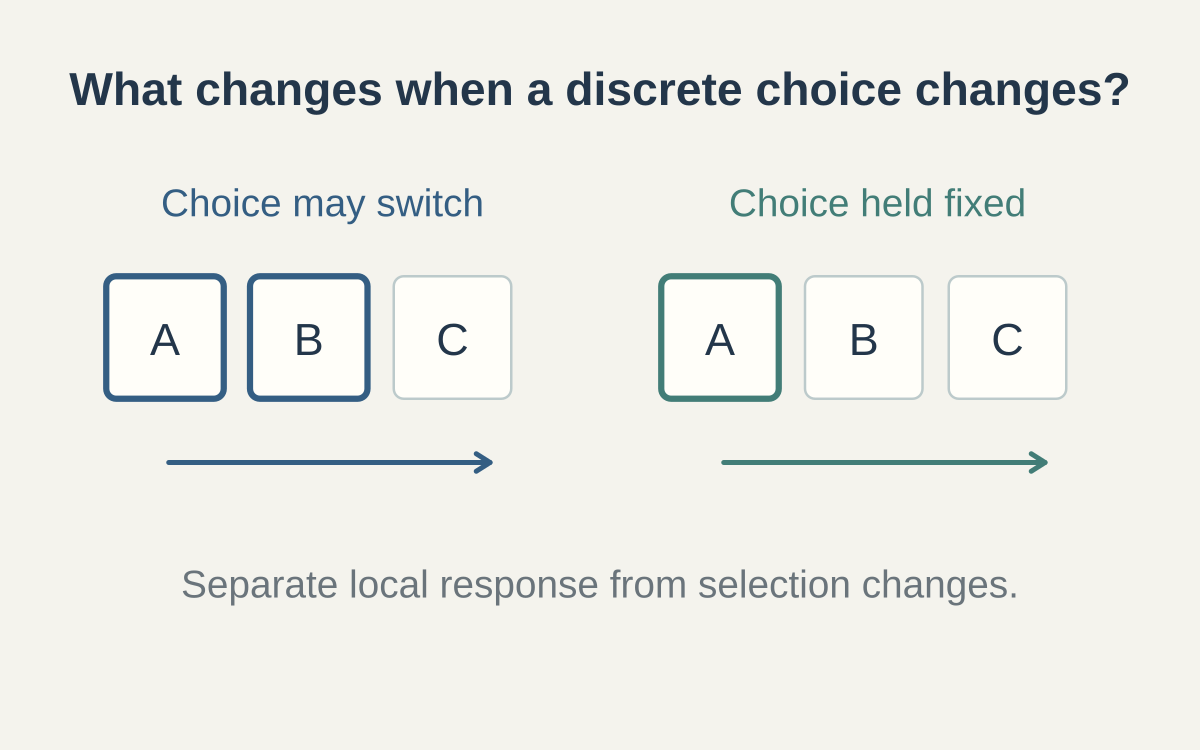 What changes when a discrete choice changes?
Choice may switch
Choice held fixed
A B C
A B C
Separate local response from selection changes.